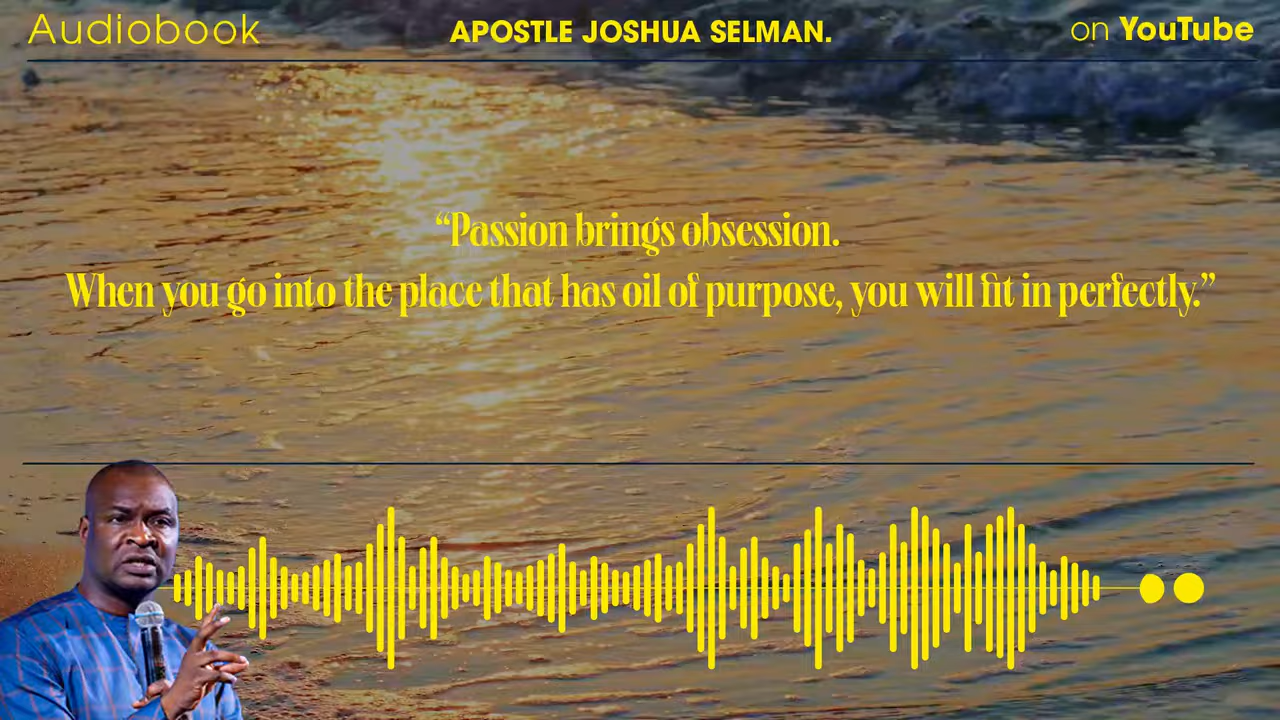 Audiobook
APOSTLE JOSHUA SELMAN.
on YouTube
“Passion brings obsession.
When you go into the place that has oil of purpose, you will fit in perfectly.”